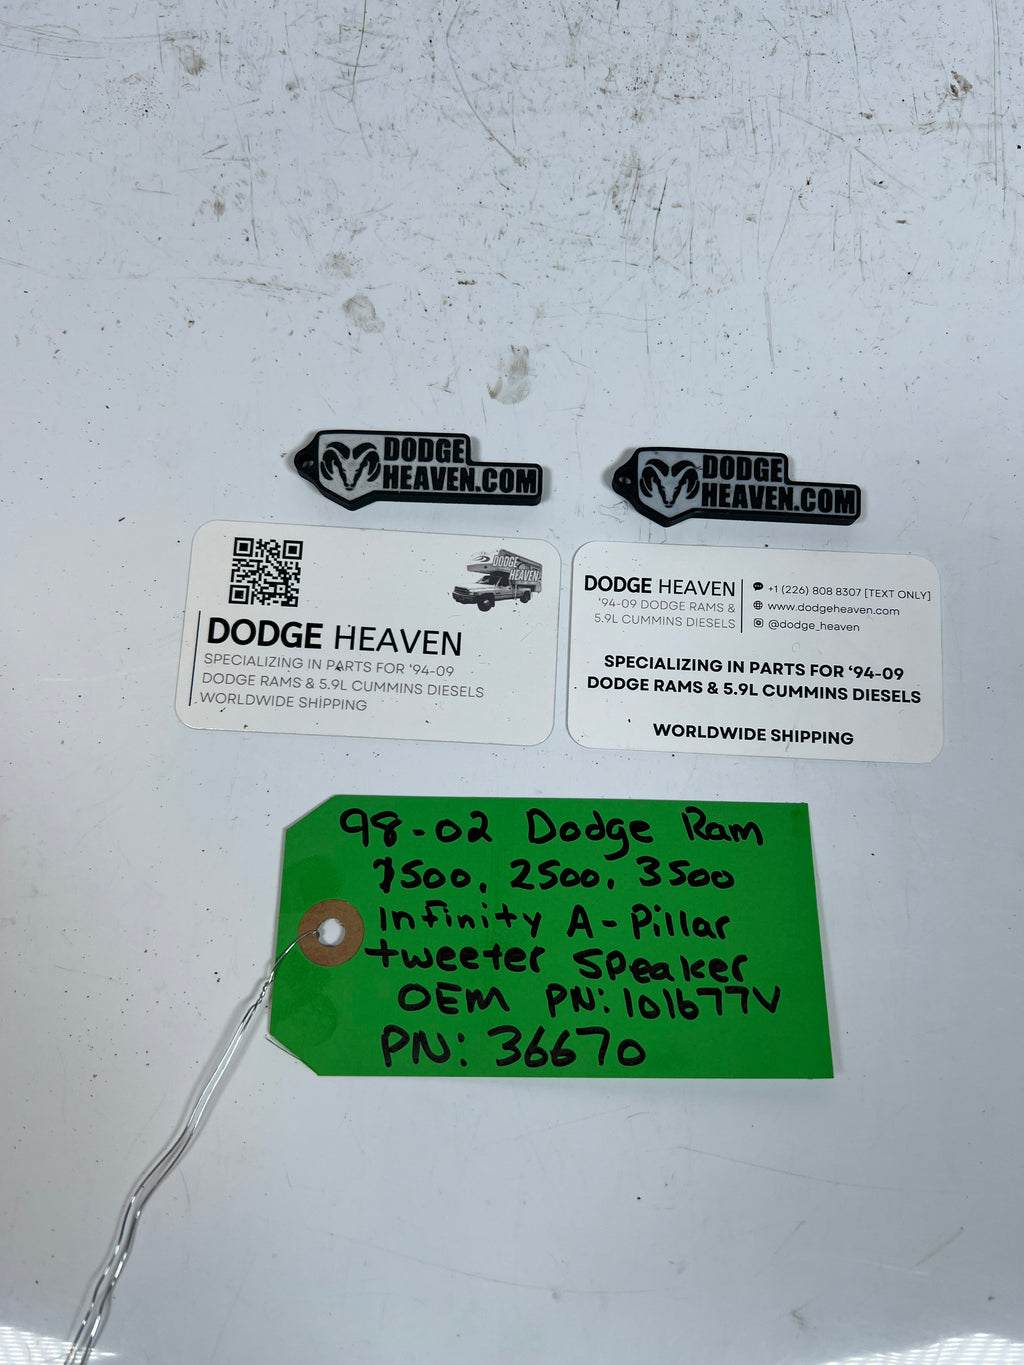 DODGE
HEAVEN.COM
DODGE
HEAVEN.COM
DODGE
HEAVEN
DODGE HEAVEN
SPECIALIZING IN PARTS FOR '94-09
DODGE RAMS & 5.9L CUMMINS DIESELS
WORLDWIDE SHIPPING
DODGE HEAVEN
'94-09 DODGE RAMS &
5.9L CUMMINS DIESELS
+1 (226) 808 8307 [TEXT ONLY]
www.dodgeheaven.com
@dodge_heaven
SPECIALIZING IN PARTS FOR '94-09
DODGE RAMS & 5.9L CUMMINS DIESELS
WORLDWIDE SHIPPING
98-02 Dodge Ram
1500, 2500, 3500
Infinity A-Pillar
tweeter speaker
OEM PN: 101677V
PN: 36670